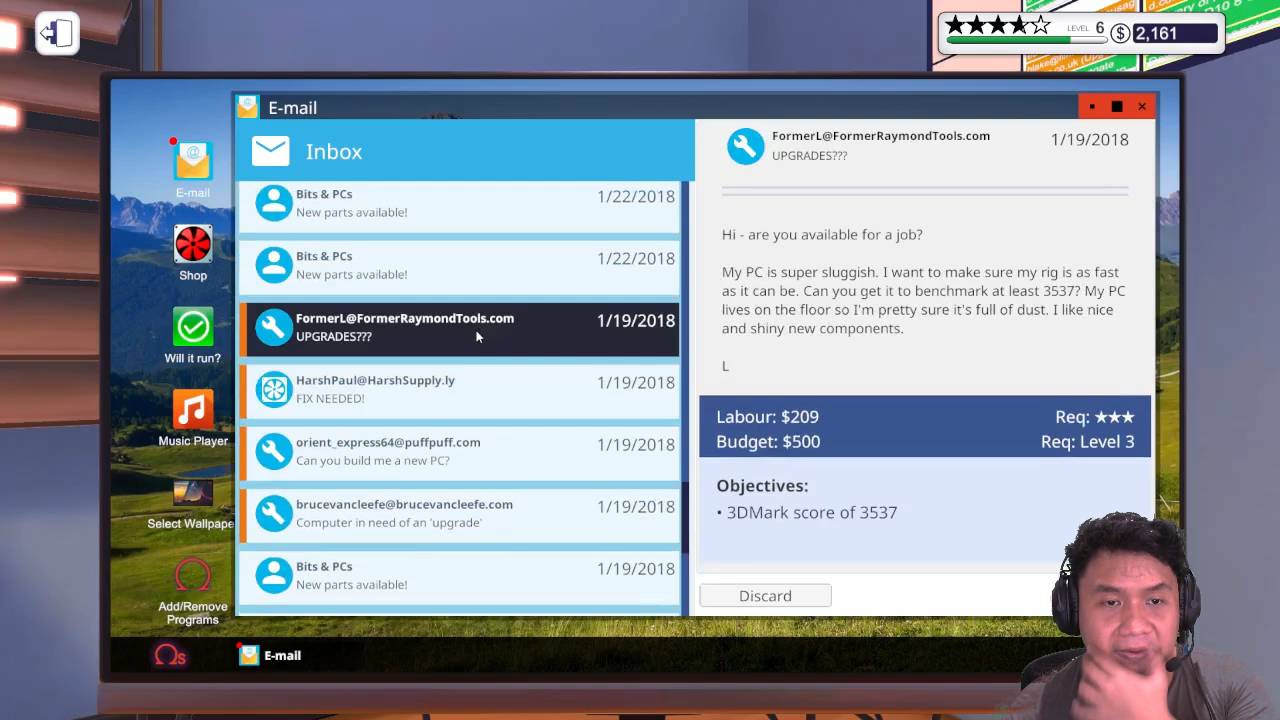 LEVEL 6
$ 2,161
E-mail
E-mail
Shop
Will it run?
Music Player
Select Wallpape
Add/Remove
Programs
Inbox
Bits & PCs
1/22/2018
New parts available!
Bits & PCs
1/22/2018
New parts available!
FormerL@FormerRaymondTools.com
1/19/2018
UPGRADES???
HarshPaul@HarshSupply.ly
1/19/2018
FIX NEEDED!
orient_express64@puffpuff.com
1/19/2018
Can you build me a new PC?
brucevancleefe@brucevancleefe.com
1/19/2018
Computer in need of an 'upgrade'
Bits & PCs
1/19/2018
New parts available!
FormerL@FormerRaymondTools.com
1/19/2018
UPGRADES???
Hi - are you available for a job?
My PC is super sluggish. I want to make sure my rig is as fast
as it can be. Can you get it to benchmark at least 3537? My PC
lives on the floor so I'm pretty sure it's full of dust. I like nice
and shiny new components.
L
Labour: $209
Req: ★★★
Budget: $500
Req: Level 3
Objectives:
• 3DMark score of 3537
Discard
Ωs
E-mail